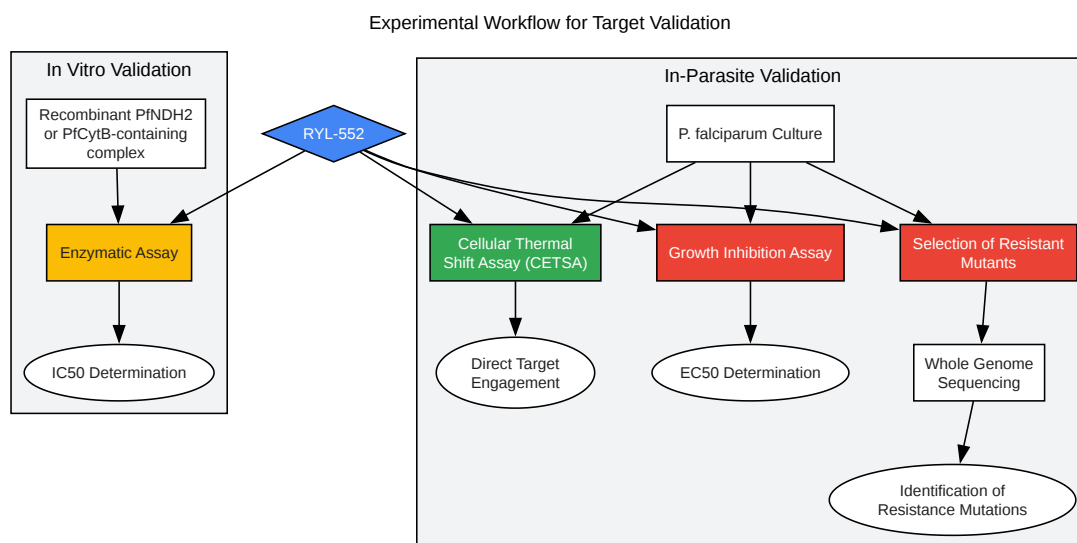 Experimental Workflow for Target Validation
In Vitro Validation
Recombinant PfNDH2
or PfCytB-containing
complex
Enzymatic Assay
IC50 Determination
RYL-552
In-Parasite Validation
P. falciparum Culture
Cellular Thermal
Shift Assay (CETSA)
Growth Inhibition Assay
Selection of Resistant
Mutants
Direct Target
Engagement
EC50 Determination
Whole Genome
Sequencing
Identification of
Resistance Mutations